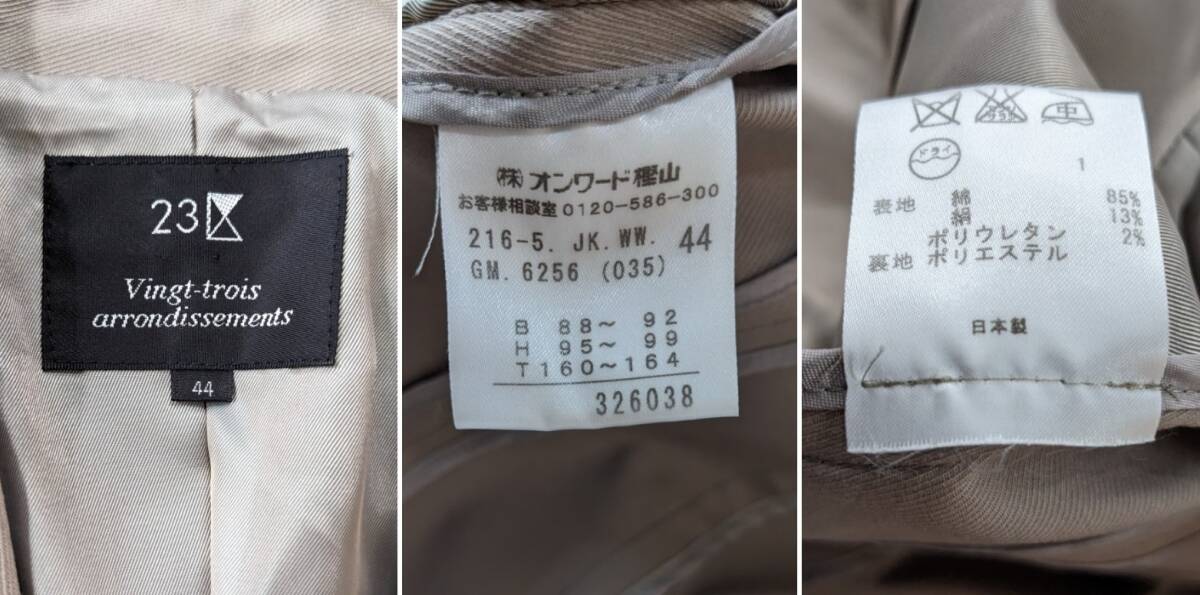 23
Vingt-trois
arrondissements
44
㈱オンワード樫山
お客様相談室 0120-586-300
216-5. JK. WW. 44
GM. 6256 (035)
B 88〜 92
H 95〜 99
T 160〜164
326038
中
ドライ
1
表地 綿 85%
絹 13%
ポリウレタン 2%
裏地 ポリエステル
日本製